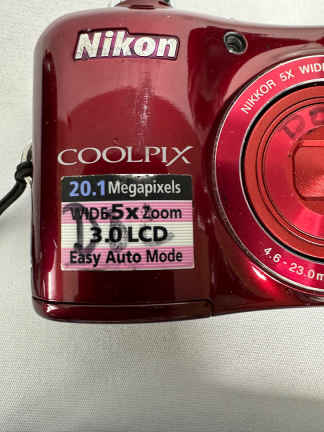 Nikon
COOLPIX
20.1 Megapixels
WIDE 5x Zoom
3.0 LCD
Easy Auto Mode
NIKKOR 5X WIDE
4.6 - 23.0